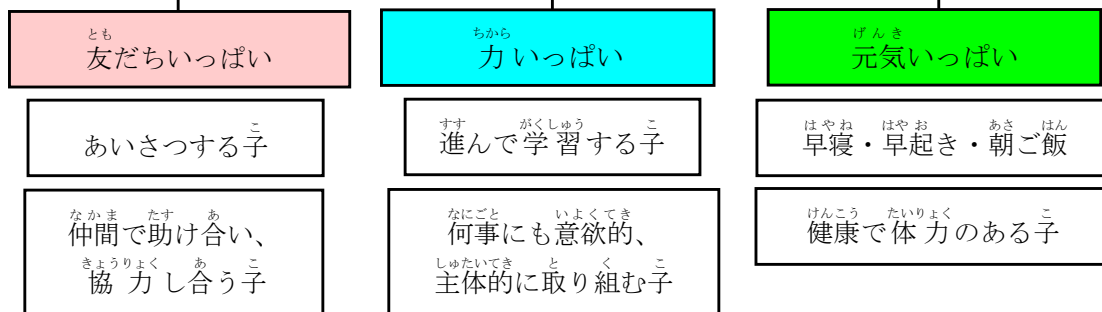 友だちいっぱい
あいさつする子
仲間で助け合い、
協力し合う子
力いっぱい
進んで学習する子
何事にも意欲的、
主体的に取り組む子
元気いっぱい
早寝・早起き・朝ご飯
健康で体力のある子